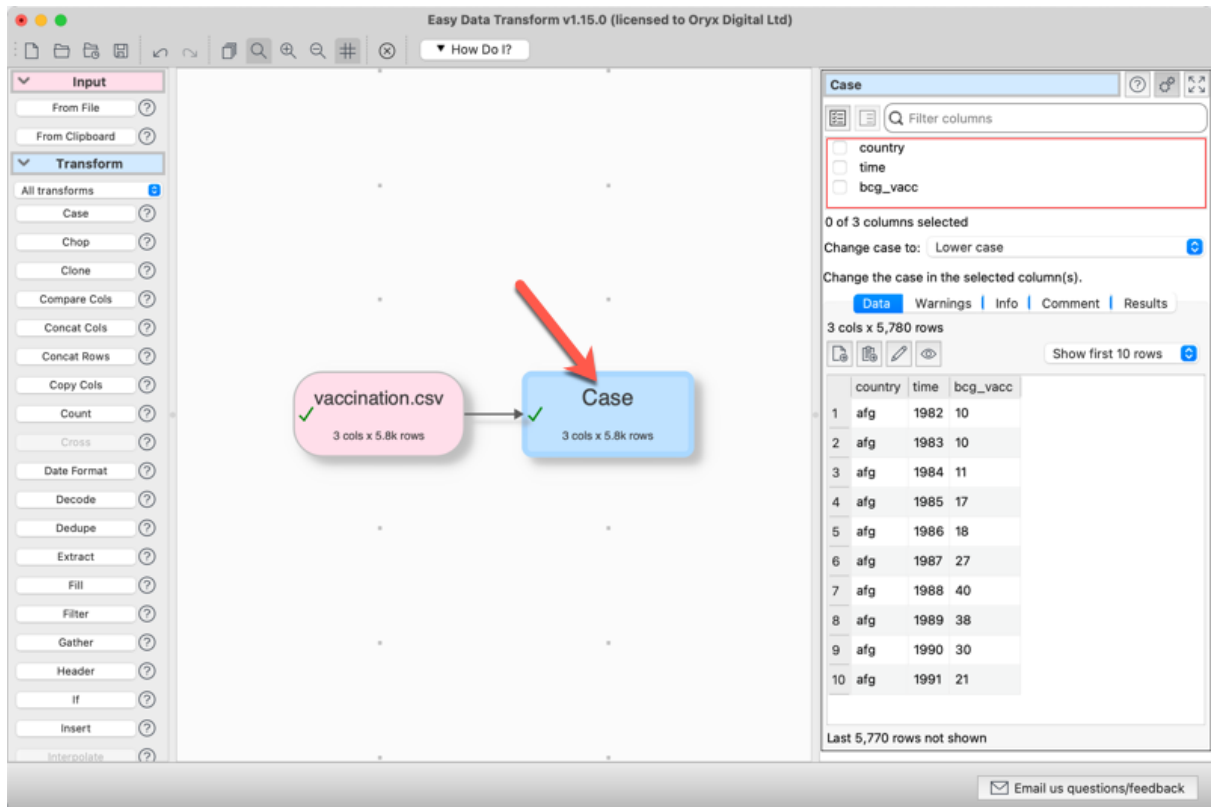 Easy Data Transform v1.15.0 (licensed to Oryx Digital Ltd)
How Do I?
Input
From File
From Clipboard
Transform
All transforms
Case
Chop
Clone
Compare Cols
Concat Cols
Concat Rows
Copy Cols
Count
Cross
Date Format
Decode
Dedupe
Extract
Fill
Filter
Gather
Header
If
Insert
Interpolate
vaccination.csv
3 cols x 5.8k rows
Case
3 cols x 5.8k rows
Case
Filter columns
country
time
bcg_vacc
0 of 3 columns selected
Change case to: Lower case
Change the case in the selected column(s).
Data Warnings Info Comment Results
3 cols x 5,780 rows
Show first 10 rows
country time bcg_vacc
1 afg 1982 10
2 afg 1983 10
3 afg 1984 11
4 afg 1985 17
5 afg 1986 18
6 afg 1987 27
7 afg 1988 40
8 afg 1989 38
9 afg 1990 30
10 afg 1991 21
Last 5,770 rows not shown
Email us questions/feedback